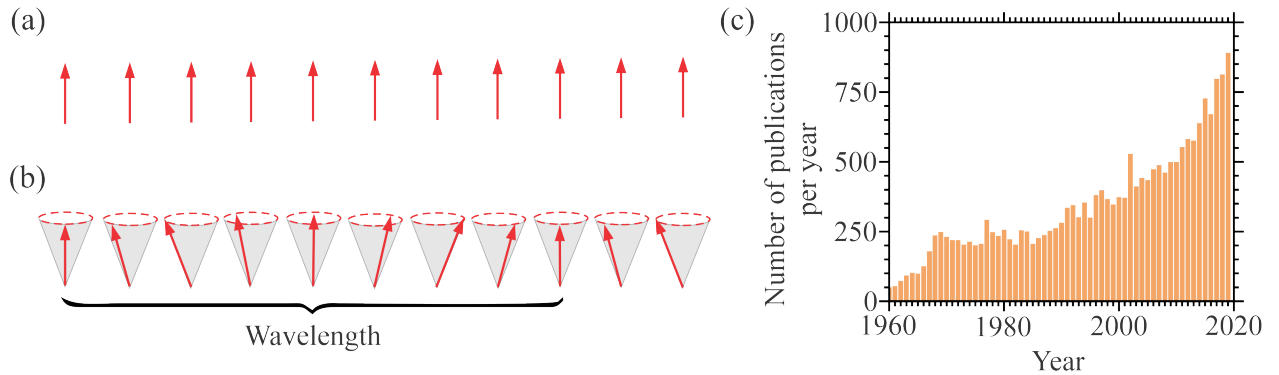 (a)
(b)
Wavelength
(c)
Number of publications
per year
1000
750
500
250
0
1960
1980
2000
2020
Year